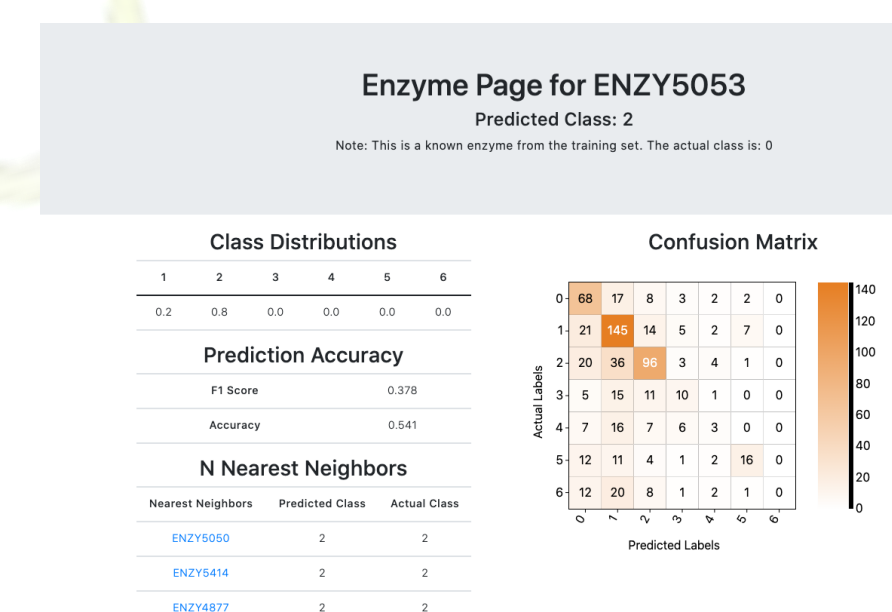 Enzyme Page for ENZY5053
Predicted Class: 2
Note: This is a known enzyme from the training set. The actual class is: 0
Class Distributions
1 2 3 4 5 6
0.2 0.8 0.0 0.0 0.0 0.0
Prediction Accuracy
F1 Score 0.378
Accuracy 0.541
N Nearest Neighbors
Nearest Neighbors Predicted Class Actual Class
ENZY5050 2 2
ENZY5414 2 2
ENZY4877 2 2
Confusion Matrix
Actual Labels
0 68 17 8 3 2 2 0
1 21 145 14 5 2 7 0
2 20 36 96 3 4 1 0
3 5 15 11 10 1 0 0
4 7 16 7 6 3 0 0
5 12 11 4 1 2 16 0
6 12 20 8 1 2 1 0
0 1 2 3 4 5 6
Predicted Labels
140
120
100
80
60
40
20
0